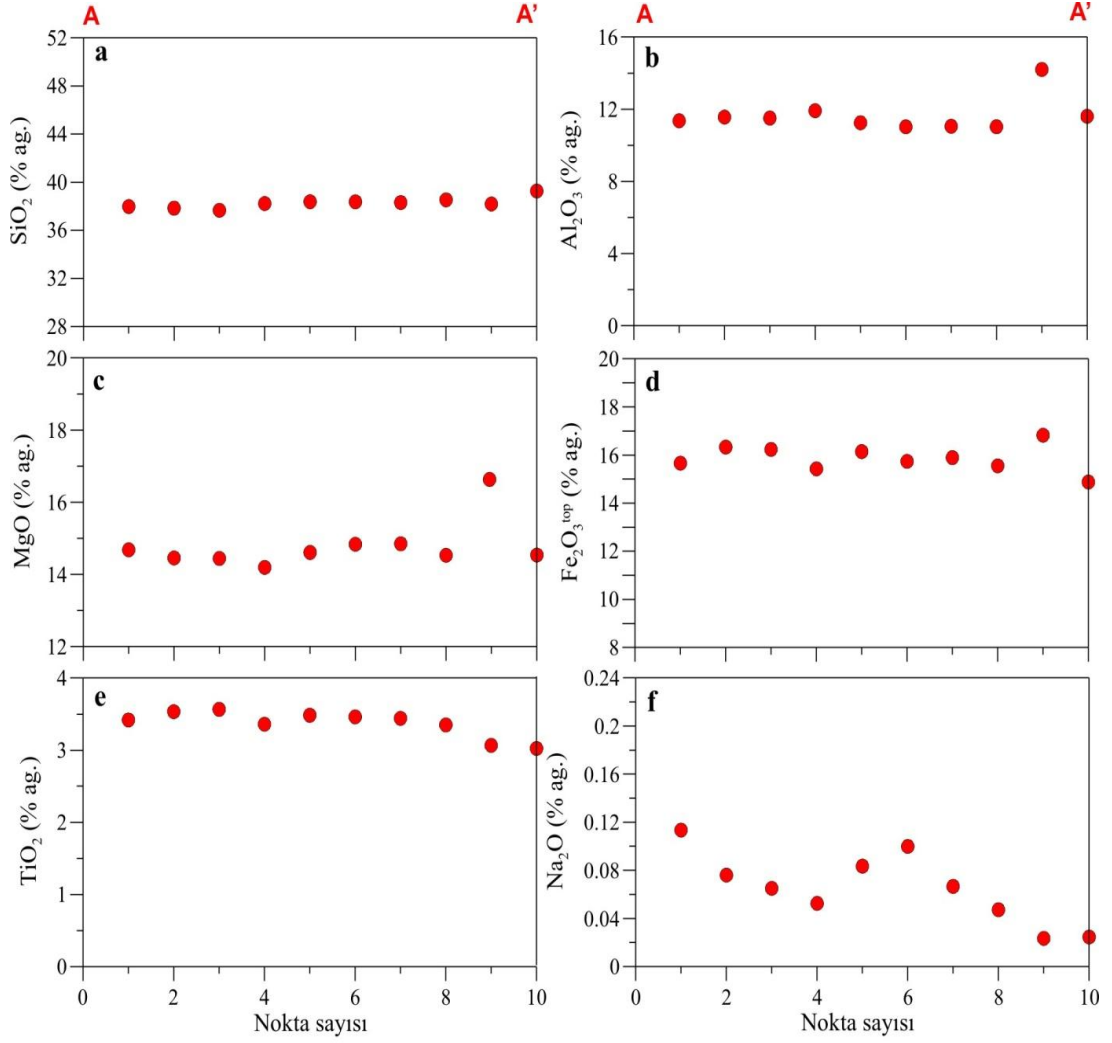 A
A'
A
A'
a
52
48
44
40
36
32
28
SiO₂ (% ag.)
b
16
12
8
4
0
Al₂O₃ (% ag.)
c
20
18
16
14
12
MgO (% ag.)
d
20
18
16
14
12
10
8
Fe₂O₃ᵗᵒᵖ (% ag.)
e
4
3
2
1
0
TiO₂ (% ag.)
0 2 4 6 8 10
Nokta sayısı
f
0.24
0.2
0.16
0.12
0.08
0.04
0
Na₂O (% ag.)
0 2 4 6 8 10
Nokta sayısı